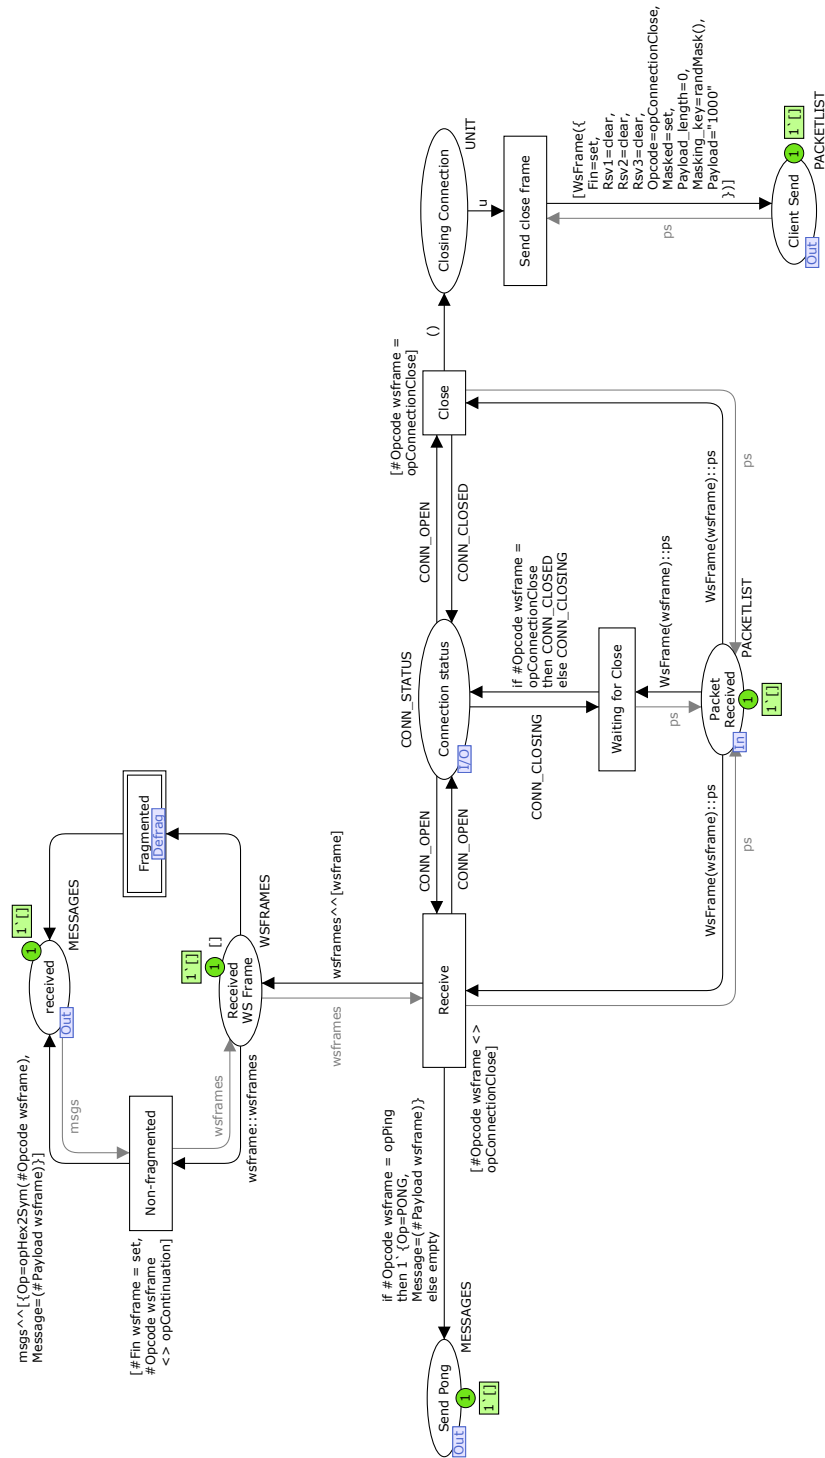 msgs^^[{Op=opHex2Sym(#Opcode wsframe),
Message=(#Payload wsframe)}]
msgs
received
Out
1
1`[]
MESSAGES
[#Fin wsframe = set,
#Opcode wsframe
<> opContinuation]
Non-fragmented
wsframes
wsframe::wsframes
Received
WS Frame
1
1`[]
[]
WSFRAMES
Fragmented
Defrag
wsframes
wsframes^^[wsframe]
if #Opcode wsframe = opPing
then 1`{Op=PONG,
Message=(#Payload wsframe)}
else empty
Send Pong
Out
1
1`[]
MESSAGES
Receive
[#Opcode wsframe <>
opConnectionClose]
CONN_OPEN
CONN_OPEN
CONN_STATUS
Connection status
I/O
CONN_OPEN
CONN_CLOSED
[#Opcode wsframe =
opConnectionClose]
Close
()
Closing Connection
UNIT
u
Send close frame
ps
[WsFrame({
Fin=set,
Rsv1=clear,
Rsv2=clear,
Rsv3=clear,
Opcode=opConnectionClose,
Masked=set,
Payload_length=0,
Masking_key=randMask(),
Payload="1000"
})]
Client Send
Out
1
1`[]
PACKETLIST
CONN_CLOSING
if #Opcode wsframe =
opConnectionClose
then CONN_CLOSED
else CONN_CLOSING
Waiting for Close
ps
WsFrame(wsframe)::ps
WsFrame(wsframe)::ps
ps
Packet
Received
In
1
1`[]
PACKETLIST
WsFrame(wsframe)::ps
ps